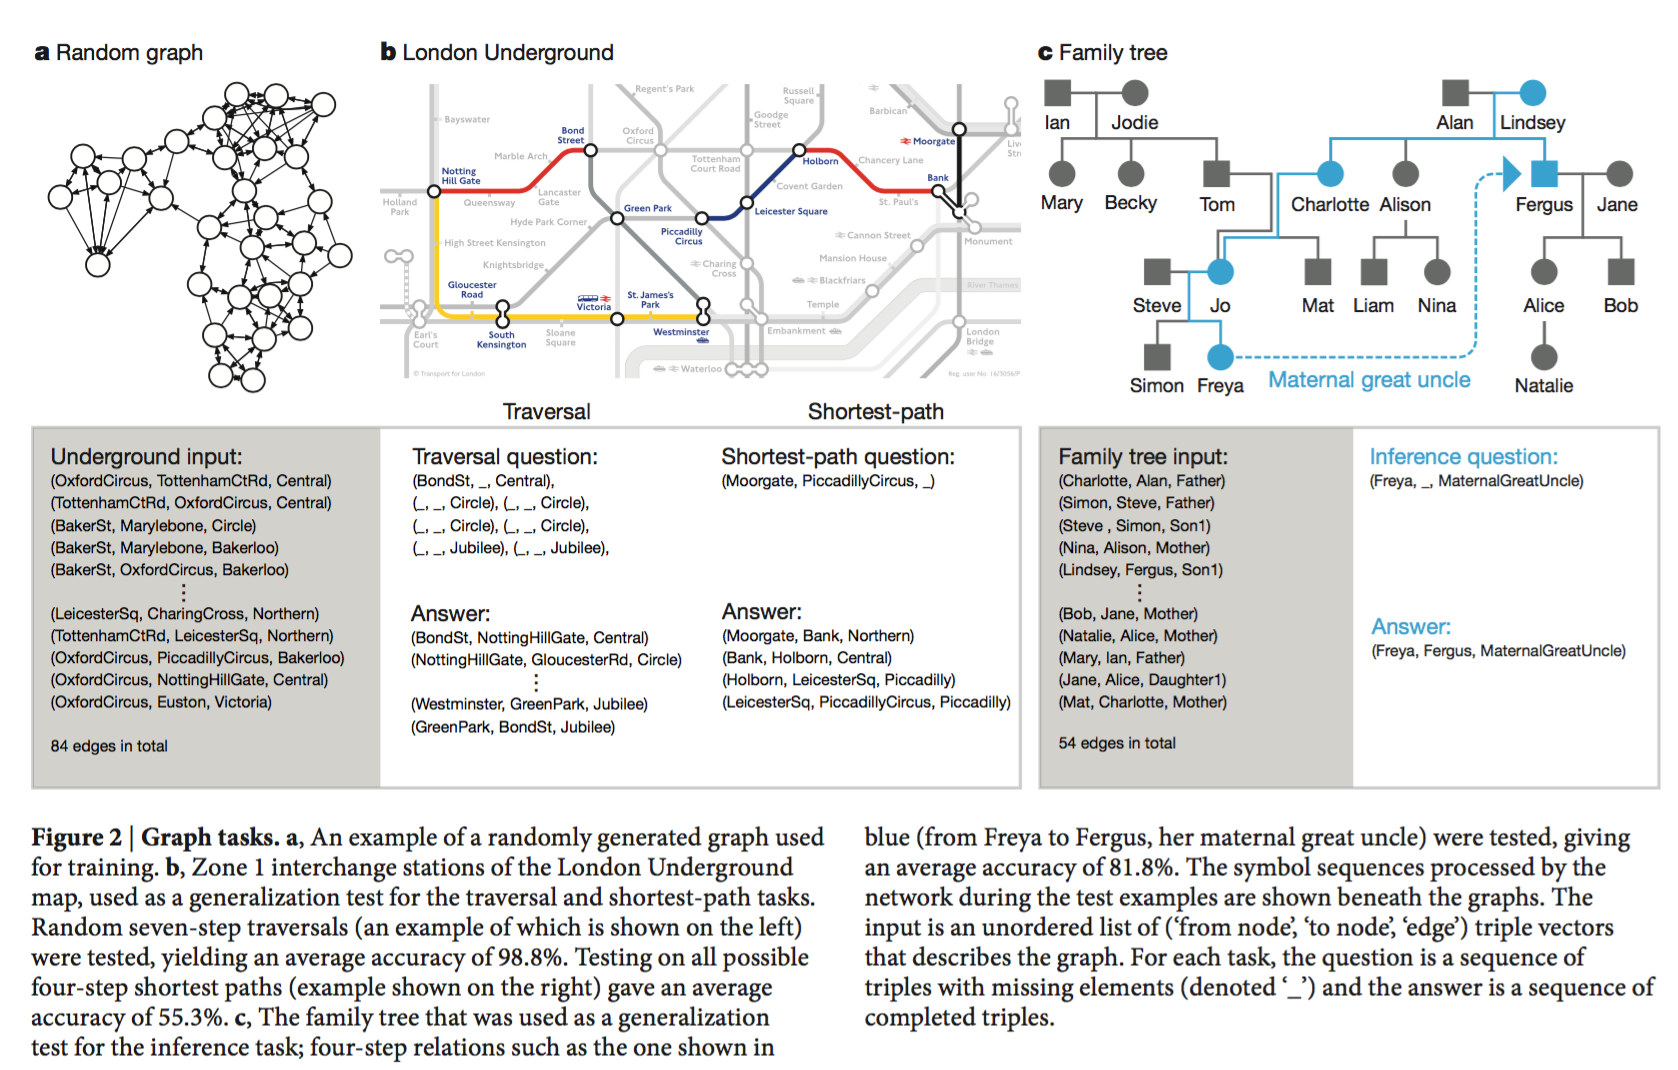 a Random graph
b London Underground
c Family tree
Regent's Park
Russell
Square
Barbican
Bayswater
Goodge
Street
Bond
Street
Oxford
Circus
Moorgate
Marble Arch
Tottenham
Court Road
Holborn
Chancery Lane
Liv
Str
Notting
Hill Gate
Bank
Holland
Park
Queensway
Lancaster
Gate
Covent Garden
St. Paul's
Hyde Park Corner
Green Park
Leicester Square
Piccadilly
Circus
Cannon Street
Monument
High Street Kensington
Knightsbridge
Charing
Cross
Mansion House
Gloucester
Road
Victoria
St. James's
Park
Blackfriars
River Thames
Temple
Earl's
Court
South
Kensington
Sloane
Square
Westminster
Embankment
London
Bridge
Waterloo
© Transport for London
Reg. user No. 16/3056/P
Ian
Jodie
Alan
Lindsey
Mary
Becky
Tom
Charlotte
Alison
Fergus
Jane
Steve
Jo
Mat
Liam
Nina
Alice
Bob
Simon
Freya
Maternal great uncle
Natalie
Traversal
Shortest-path
Underground input:
(OxfordCircus, TottenhamCtRd, Central)
(TottenhamCtRd, OxfordCircus, Central)
(BakerSt, Marylebone, Circle)
(BakerSt, Marylebone, Bakerloo)
(BakerSt, OxfordCircus, Bakerloo)
⋮
(LeicesterSq, CharingCross, Northern)
(TottenhamCtRd, LeicesterSq, Northern)
(OxfordCircus, PiccadillyCircus, Bakerloo)
(OxfordCircus, NottingHillGate, Central)
(OxfordCircus, Euston, Victoria)
84 edges in total
Traversal question:
(BondSt, _, Central),
(_, _, Circle), (_, _, Circle),
(_, _, Circle), (_, _, Circle),
(_, _, Jubilee), (_, _, Jubilee),
Answer:
(BondSt, NottingHillGate, Central)
(NottingHillGate, GloucesterRd, Circle)
⋮
(Westminster, GreenPark, Jubilee)
(GreenPark, BondSt, Jubilee)
Shortest-path question:
(Moorgate, PiccadillyCircus, _)
Answer:
(Moorgate, Bank, Northern)
(Bank, Holborn, Central)
(Holborn, LeicesterSq, Piccadilly)
(LeicesterSq, PiccadillyCircus, Piccadilly)
Family tree input:
(Charlotte, Alan, Father)
(Simon, Steve, Father)
(Steve , Simon, Son1)
(Nina, Alison, Mother)
(Lindsey, Fergus, Son1)
⋮
(Bob, Jane, Mother)
(Natalie, Alice, Mother)
(Mary, Ian, Father)
(Jane, Alice, Daughter1)
(Mat, Charlotte, Mother)
54 edges in total
Inference question:
(Freya, _, MaternalGreatUncle)
Answer:
(Freya, Fergus, MaternalGreatUncle)
Figure 2 | Graph tasks. a, An example of a randomly generated graph used
for training. b, Zone 1 interchange stations of the London Underground
map, used as a generalization test for the traversal and shortest-path tasks.
Random seven-step traversals (an example of which is shown on the left)
were tested, yielding an average accuracy of 98.8%. Testing on all possible
four-step shortest paths (example shown on the right) gave an average
accuracy of 55.3%. c, The family tree that was used as a generalization
test for the inference task; four-step relations such as the one shown in
blue (from Freya to Fergus, her maternal great uncle) were tested, giving
an average accuracy of 81.8%. The symbol sequences processed by the
network during the test examples are shown beneath the graphs. The
input is an unordered list of (‘from node’, ‘to node’, ‘edge’) triple vectors
that describes the graph. For each task, the question is a sequence of
triples with missing elements (denoted ‘_’) and the answer is a sequence of
completed triples.